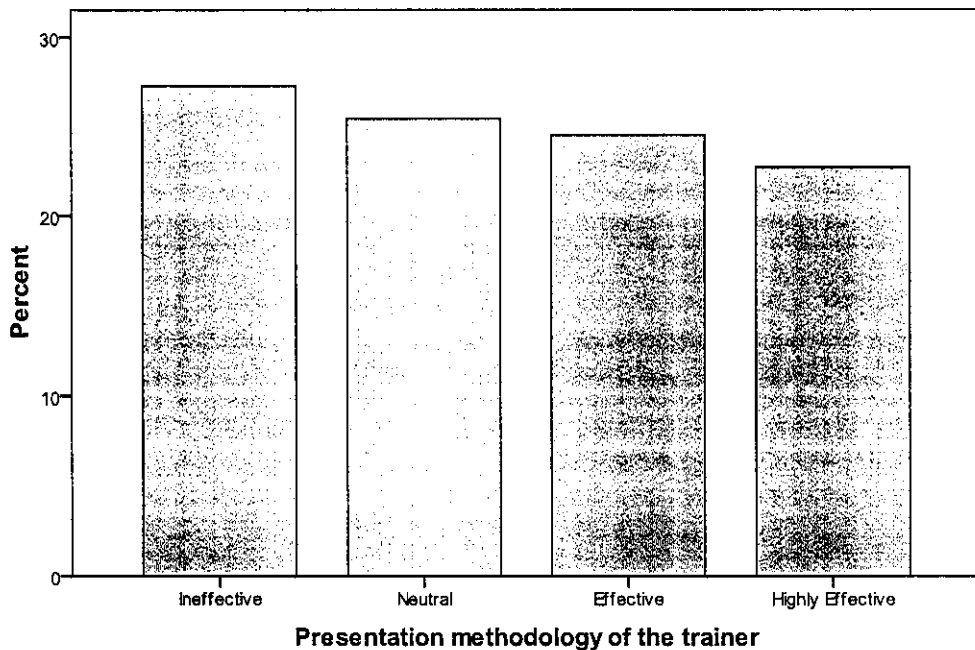 30
20
10
0
Percent
Ineffective
Neutral
Effective
Highly Effective
Presentation methodology of the trainer